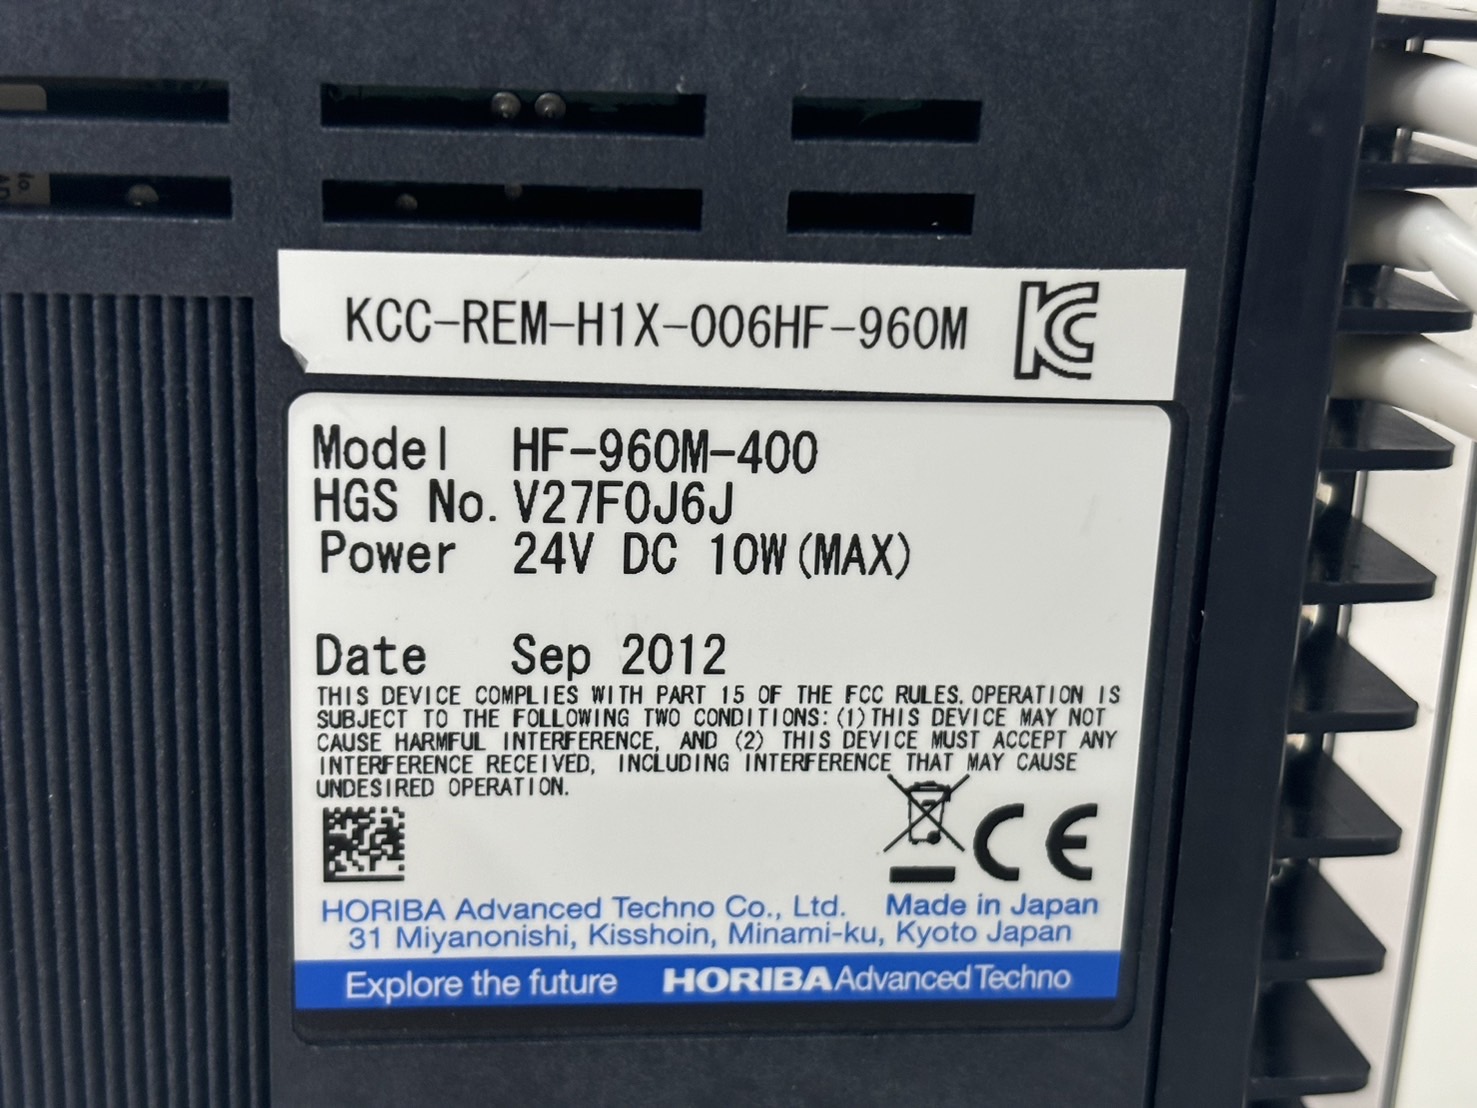 KCC-REM-H1X-006HF-960M
Model HF-960M-400
HGS No. V27F0J6J
Power 24V DC 10W(MAX)
Date Sep 2012
THIS DEVICE COMPLIES WITH PART 15 OF THE FCC RULES. OPERATION IS
SUBJECT TO THE FOLLOWING TWO CONDITIONS: (1) THIS DEVICE MAY NOT
CAUSE HARMFUL INTERFERENCE, AND (2) THIS DEVICE MUST ACCEPT ANY
INTERFERENCE RECEIVED, INCLUDING INTERFERENCE THAT MAY CAUSE
UNDESIRED OPERATION.
CE
HORIBA Advanced Techno Co., Ltd. Made in Japan
31 Miyanonishi, Kisshoin, Minami-ku, Kyoto Japan
Explore the future HORIBA Advanced Techno